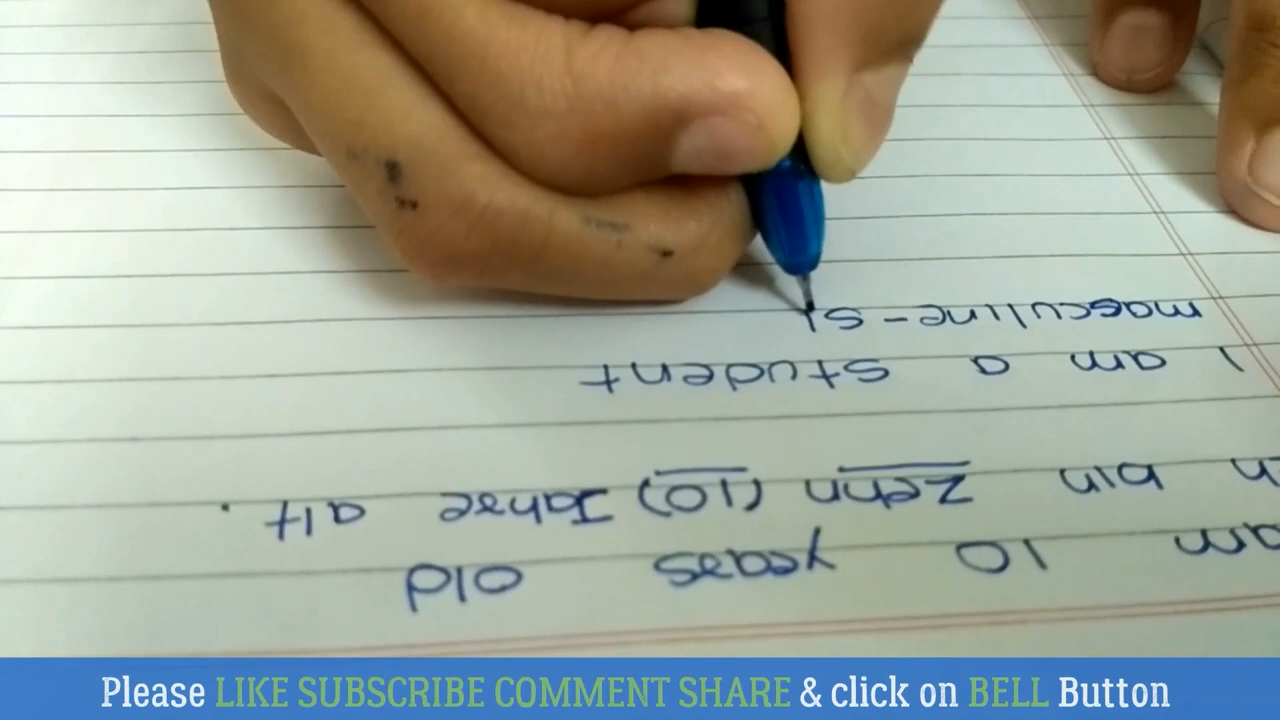 am 10 years old
bin Zehn (10) Jahre alt.
I am a student
masculine - S
Please LIKE SUBSCRIBE COMMENT SHARE & click on BELL Button